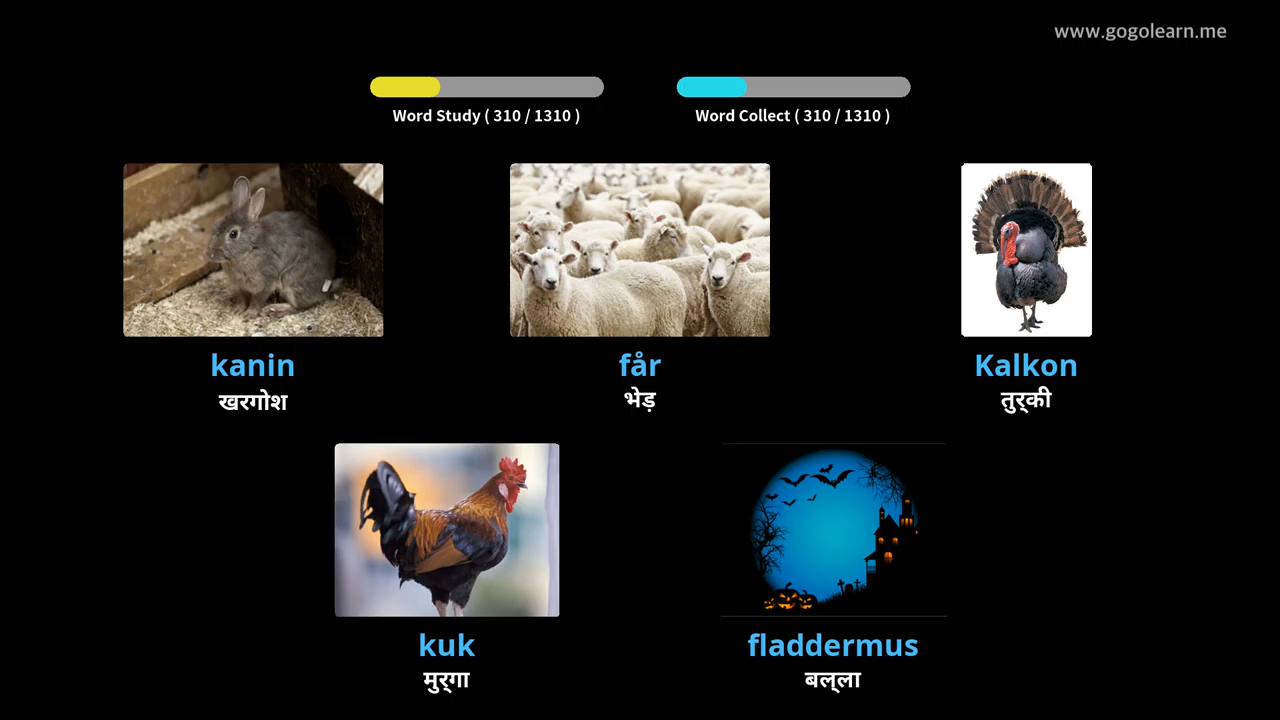 www.gogolearn.me
Word Study ( 310 / 1310 )
Word Collect ( 310 / 1310 )
kanin
खरगोश
får
भेड़
Kalkon
तुर्‌की
kuk
मुर्‌गा
fladdermus
बल्‌ला